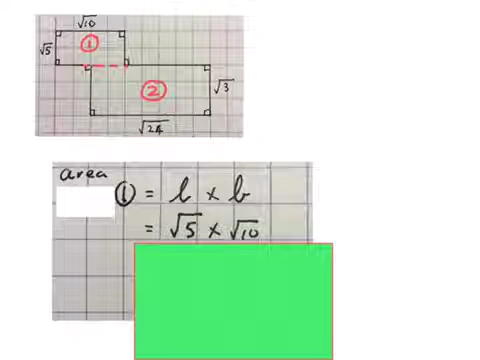 √10
√5 ①
② √3
√24
area
① = l × b
= √5 × √10